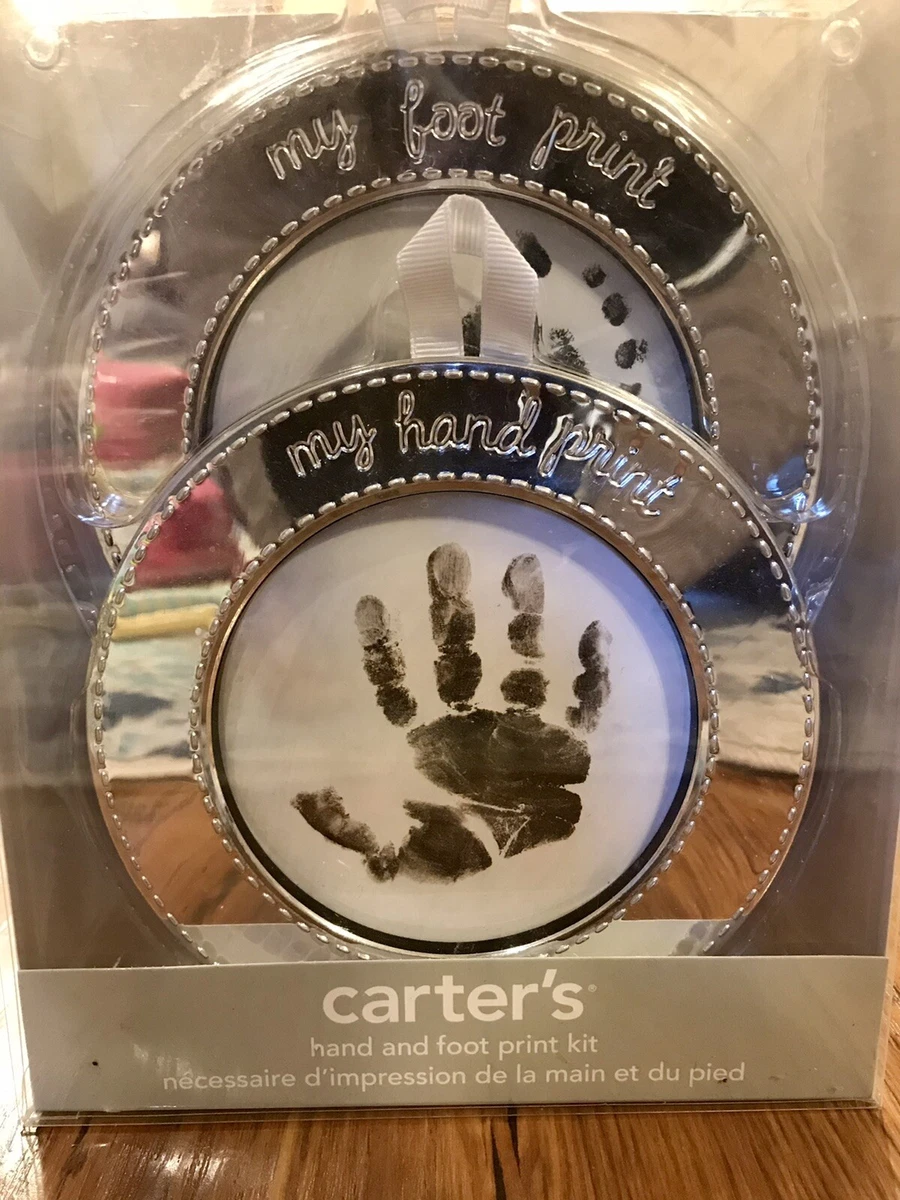 my foot print
my hand print
carter's
hand and foot print kit
nécessaire d'impression de la main et du pied